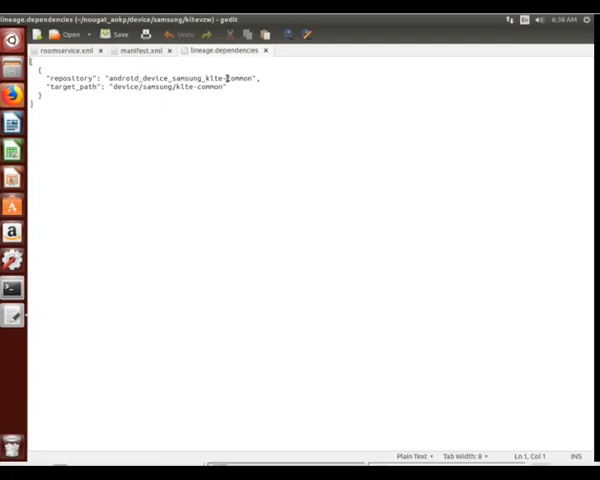 lineage.dependencies (~/nougat_aokp/device/samsung/kltevzw) - gedit
En
6:38 AM
Open
Save
Undo
roomservice.xml × manifest.xml × lineage.dependencies ×
[
{
"repository": "android_device_samsung_klte-common",
"target_path": "device/samsung/klte-common"
}
]
Plain Text Tab Width: 8 Ln 1, Col 1 INS